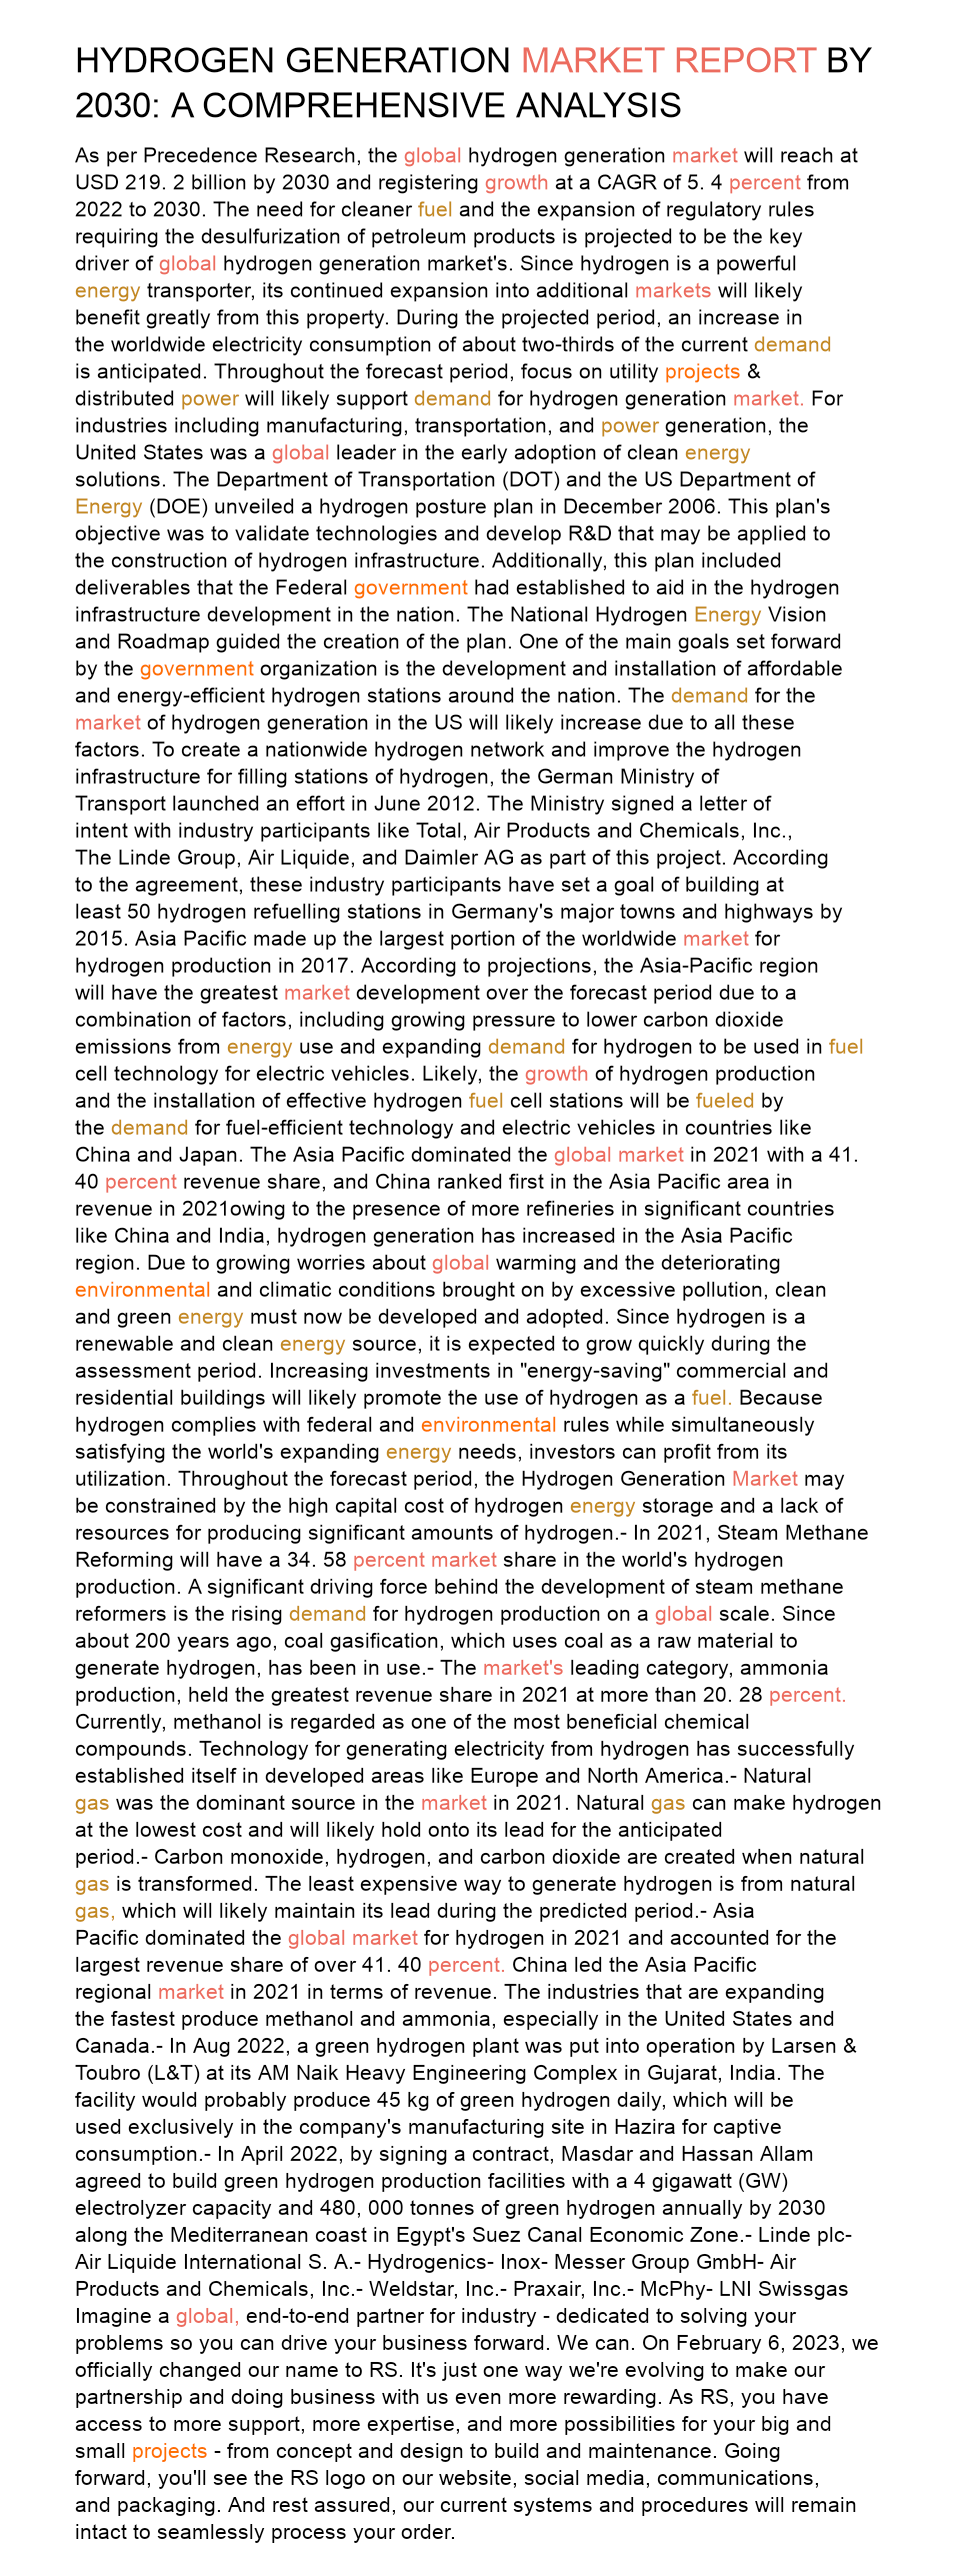 HYDROGEN GENERATION MARKET REPORT BY
2030: A COMPREHENSIVE ANALYSIS
As per Precedence Research, the global hydrogen generation market will reach at
USD 219. 2 billion by 2030 and registering growth at a CAGR of 5. 4 percent from
2022 to 2030. The need for cleaner fuel and the expansion of regulatory rules
requiring the desulfurization of petroleum products is projected to be the key
driver of global hydrogen generation market's. Since hydrogen is a powerful
energy transporter, its continued expansion into additional markets will likely
benefit greatly from this property. During the projected period, an increase in
the worldwide electricity consumption of about two-thirds of the current demand
is anticipated. Throughout the forecast period, focus on utility projects &
distributed power will likely support demand for hydrogen generation market. For
industries including manufacturing, transportation, and power generation, the
United States was a global leader in the early adoption of clean energy
solutions. The Department of Transportation (DOT) and the US Department of
Energy (DOE) unveiled a hydrogen posture plan in December 2006. This plan's
objective was to validate technologies and develop R&D that may be applied to
the construction of hydrogen infrastructure. Additionally, this plan included
deliverables that the Federal government had established to aid in the hydrogen
infrastructure development in the nation. The National Hydrogen Energy Vision
and Roadmap guided the creation of the plan. One of the main goals set forward
by the government organization is the development and installation of affordable
and energy-efficient hydrogen stations around the nation. The demand for the
market of hydrogen generation in the US will likely increase due to all these
factors. To create a nationwide hydrogen network and improve the hydrogen
infrastructure for filling stations of hydrogen, the German Ministry of
Transport launched an effort in June 2012. The Ministry signed a letter of
intent with industry participants like Total, Air Products and Chemicals, Inc.,
The Linde Group, Air Liquide, and Daimler AG as part of this project. According
to the agreement, these industry participants have set a goal of building at
least 50 hydrogen refuelling stations in Germany's major towns and highways by
2015. Asia Pacific made up the largest portion of the worldwide market for
hydrogen production in 2017. According to projections, the Asia-Pacific region
will have the greatest market development over the forecast period due to a
combination of factors, including growing pressure to lower carbon dioxide
emissions from energy use and expanding demand for hydrogen to be used in fuel
cell technology for electric vehicles. Likely, the growth of hydrogen production
and the installation of effective hydrogen fuel cell stations will be fueled by
the demand for fuel-efficient technology and electric vehicles in countries like
China and Japan. The Asia Pacific dominated the global market in 2021 with a 41.
40 percent revenue share, and China ranked first in the Asia Pacific area in
revenue in 2021owing to the presence of more refineries in significant countries
like China and India, hydrogen generation has increased in the Asia Pacific
region. Due to growing worries about global warming and the deteriorating
environmental and climatic conditions brought on by excessive pollution, clean
and green energy must now be developed and adopted. Since hydrogen is a
renewable and clean energy source, it is expected to grow quickly during the
assessment period. Increasing investments in "energy-saving" commercial and
residential buildings will likely promote the use of hydrogen as a fuel. Because
hydrogen complies with federal and environmental rules while simultaneously
satisfying the world's expanding energy needs, investors can profit from its
utilization. Throughout the forecast period, the Hydrogen Generation Market may
be constrained by the high capital cost of hydrogen energy storage and a lack of
resources for producing significant amounts of hydrogen.- In 2021, Steam Methane
Reforming will have a 34. 58 percent market share in the world's hydrogen
production. A significant driving force behind the development of steam methane
reformers is the rising demand for hydrogen production on a global scale. Since
about 200 years ago, coal gasification, which uses coal as a raw material to
generate hydrogen, has been in use.- The market's leading category, ammonia
production, held the greatest revenue share in 2021 at more than 20. 28 percent.
Currently, methanol is regarded as one of the most beneficial chemical
compounds. Technology for generating electricity from hydrogen has successfully
established itself in developed areas like Europe and North America.- Natural
gas was the dominant source in the market in 2021. Natural gas can make hydrogen
at the lowest cost and will likely hold onto its lead for the anticipated
period.- Carbon monoxide, hydrogen, and carbon dioxide are created when natural
gas is transformed. The least expensive way to generate hydrogen is from natural
gas, which will likely maintain its lead during the predicted period.- Asia
Pacific dominated the global market for hydrogen in 2021 and accounted for the
largest revenue share of over 41. 40 percent. China led the Asia Pacific
regional market in 2021 in terms of revenue. The industries that are expanding
the fastest produce methanol and ammonia, especially in the United States and
Canada.- In Aug 2022, a green hydrogen plant was put into operation by Larsen &
Toubro (L&T) at its AM Naik Heavy Engineering Complex in Gujarat, India. The
facility would probably produce 45 kg of green hydrogen daily, which will be
used exclusively in the company's manufacturing site in Hazira for captive
consumption.- In April 2022, by signing a contract, Masdar and Hassan Allam
agreed to build green hydrogen production facilities with a 4 gigawatt (GW)
electrolyzer capacity and 480, 000 tonnes of green hydrogen annually by 2030
along the Mediterranean coast in Egypt's Suez Canal Economic Zone.- Linde plc-
Air Liquide International S. A.- Hydrogenics- Inox- Messer Group GmbH- Air
Products and Chemicals, Inc.- Weldstar, Inc.- Praxair, Inc.- McPhy- LNI Swissgas
Imagine a global, end-to-end partner for industry - dedicated to solving your
problems so you can drive your business forward. We can. On February 6, 2023, we
officially changed our name to RS. It's just one way we're evolving to make our
partnership and doing business with us even more rewarding. As RS, you have
access to more support, more expertise, and more possibilities for your big and
small projects - from concept and design to build and maintenance. Going
forward, you'll see the RS logo on our website, social media, communications,
and packaging. And rest assured, our current systems and procedures will remain
intact to seamlessly process your order.